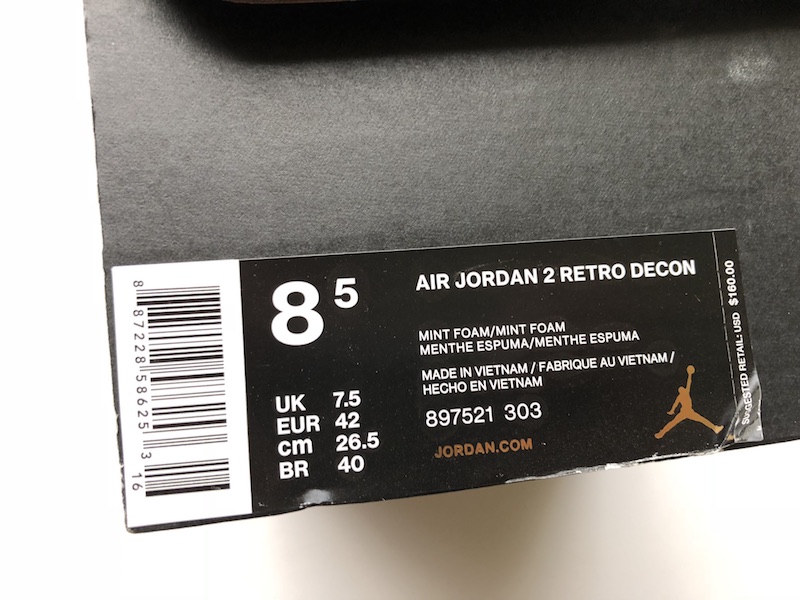 8 5
AIR JORDAN 2 RETRO DECON
MINT FOAM/MINT FOAM
MENTHE ESPUMA/MENTHE ESPUMA
MADE IN VIETNAM / FABRIQUE AU VIETNAM /
HECHO EN VIETNAM
897521 303
JORDAN.COM
UK 7.5
EUR 42
cm 26.5
BR 40
8 87228 58625 3 16
SUGGESTED RETAIL: USD $160.00